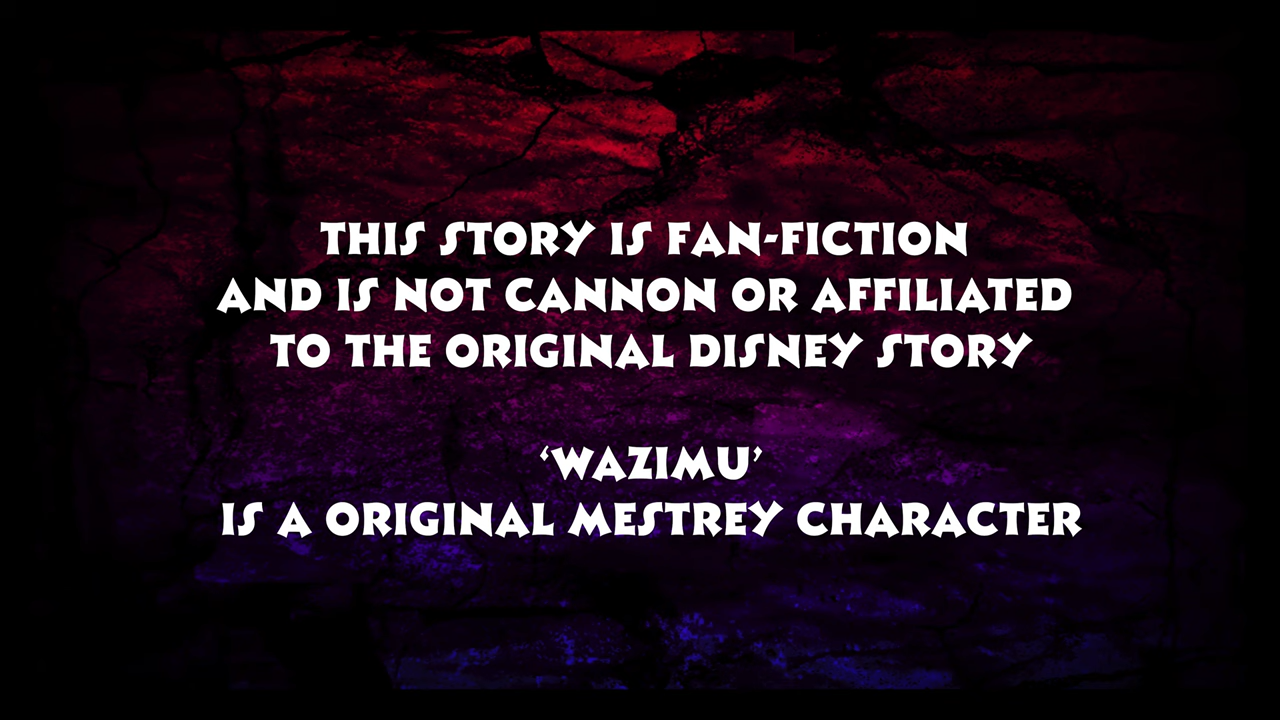 THIS STORY IS FAN-FICTION
AND IS NOT CANNON OR AFFILIATED
TO THE ORIGINAL DISNEY STORY
‘WAZIMU’
IS A ORIGINAL MESTREY CHARACTER